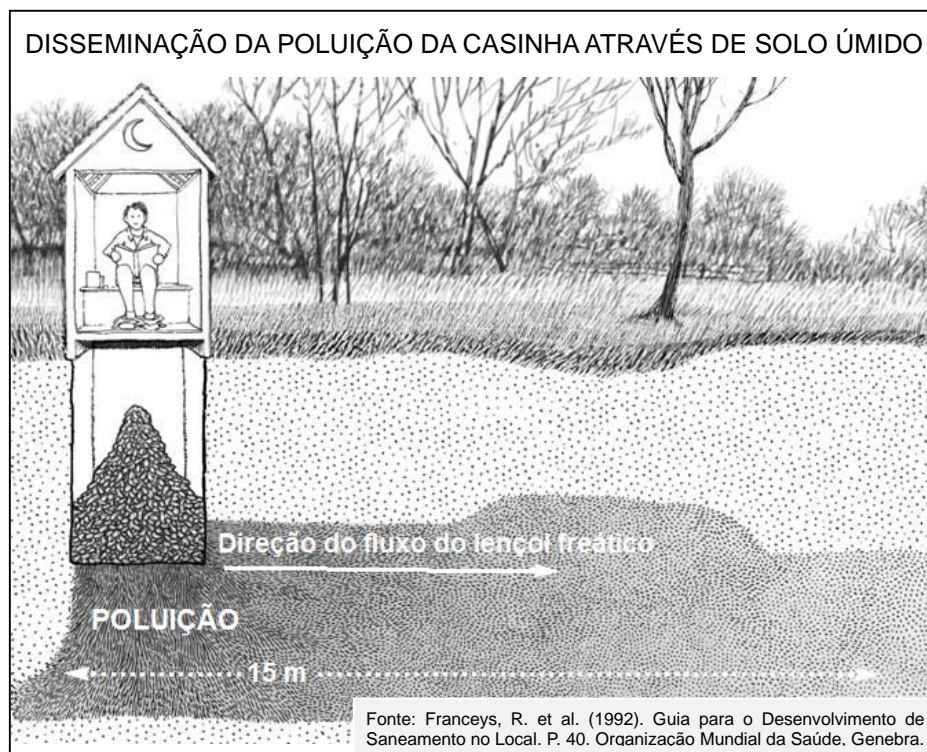 DISSEMINAÇÃO DA POLUIÇÃO DA CASINHA ATRAVÉS DE SOLO ÚMIDO
Direção do fluxo do lençol freático
POLUIÇÃO
15 m
Fonte: Franceys, R. et al. (1992). Guia para o Desenvolvimento de
Saneamento no Local. P. 40. Organização Mundial da Saúde, Genebra.